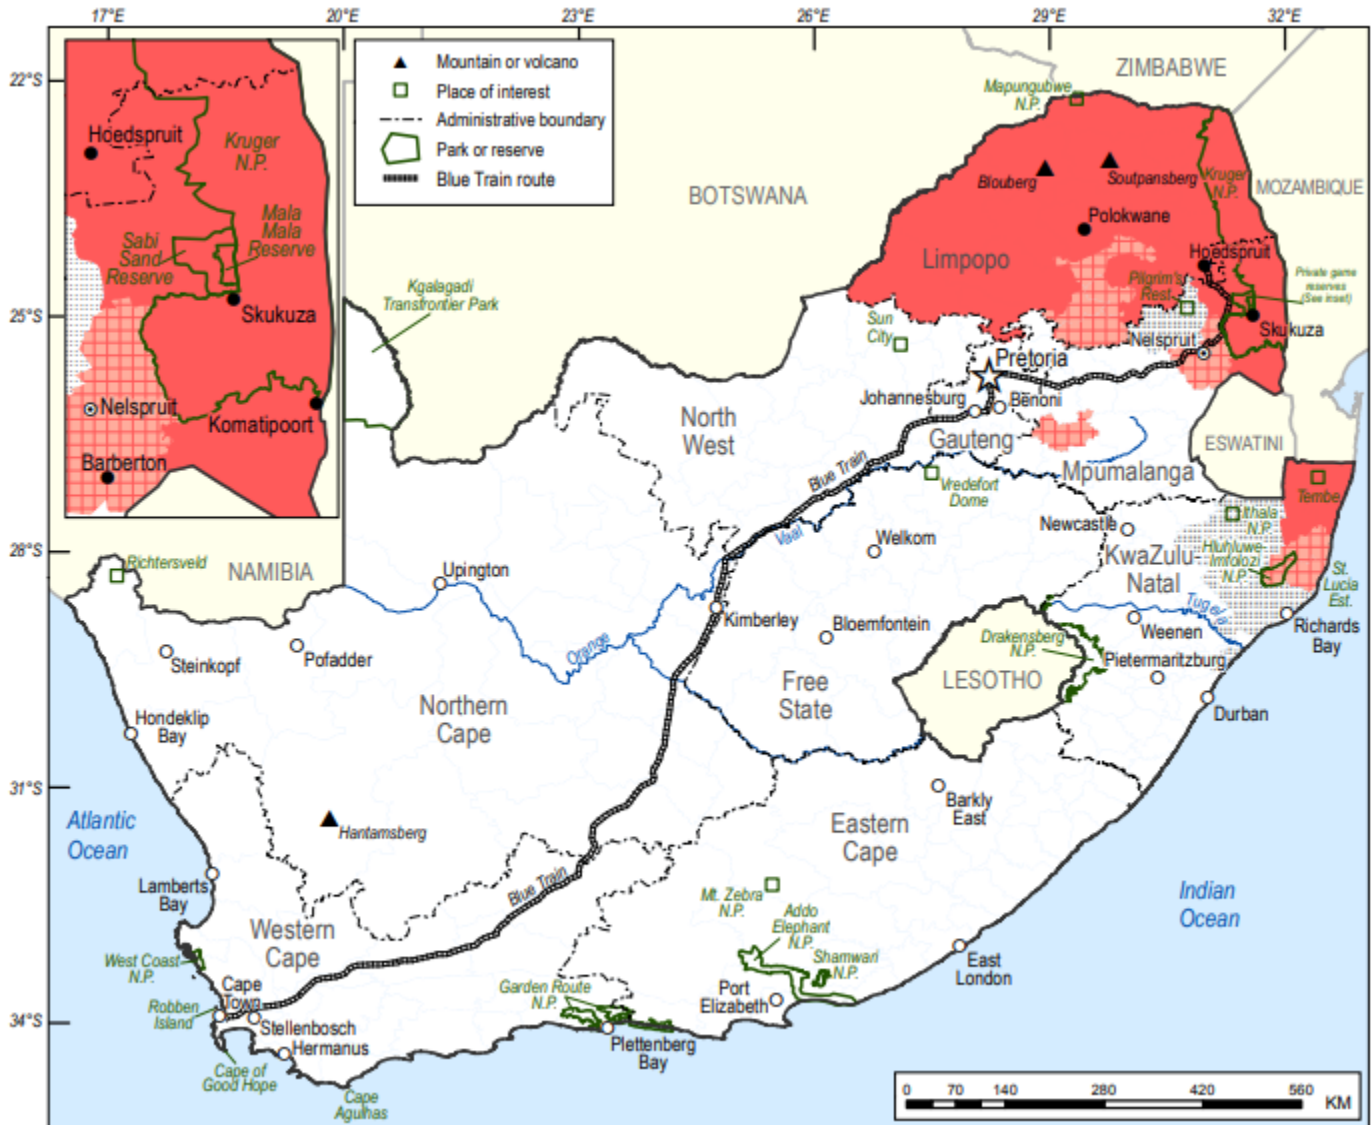 17°E
20°E
23°E
26°E
29°E
32°E
22°S
25°S
28°S
31°S
34°S
Hoedspruit
Kruger
N.P.
Mala
Mala
Reserve
Sabi
Sand
Reserve
Skukuza
Nelspruit
Komatipoort
Barberton
Mountain or volcano
Place of interest
Administrative boundary
Park or reserve
Blue Train route
ZIMBABWE
Mapungubwe
N.P.
BOTSWANA
MOZAMBIQUE
Blouberg
Soutpansberg
Kruger
N.P.
Polokwane
Limpopo
Hoedspruit
Pilgrim's
Rest
Private game
reserves
(See inset)
Skukuza
Nelspruit
Kgalagadi
Transfrontier Park
Sun
City
Pretoria
Johannesburg
Benoni
North
West
Gauteng
ESWATINI
Mpumalanga
Blue Train
Vredefort
Dome
Tembe
Ithala
N.P.
Newcastle
Vaal
Welkom
KwaZulu-
Natal
Hluhluwe-
Imfolozi
N.P.
St.
Lucia
Est.
Richtersveld
NAMIBIA
Upington
Kimberley
Bloemfontein
Tugela
Weenen
Richards
Bay
Drakensberg
N.P.
Pietermaritzburg
Steinkopf
Pofadder
Orange
LESOTHO
Free
State
Durban
Northern
Cape
Hondeklip
Bay
Barkly
East
Atlantic
Ocean
Hantamsberg
Eastern
Cape
Lamberts
Bay
Blue Train
Mt. Zebra
N.P.
Addo
Elephant
N.P.
Indian
Ocean
Western
Cape
West Coast
N.P.
Shamwari
N.P.
East
London
Cape
Town
Robben
Island
Garden Route
N.P.
Port
Elizabeth
Stellenbosch
Hermanus
Plettenberg
Bay
Cape of
Good Hope
Cape
Agulhas
0 70 140 280 420 560
KM